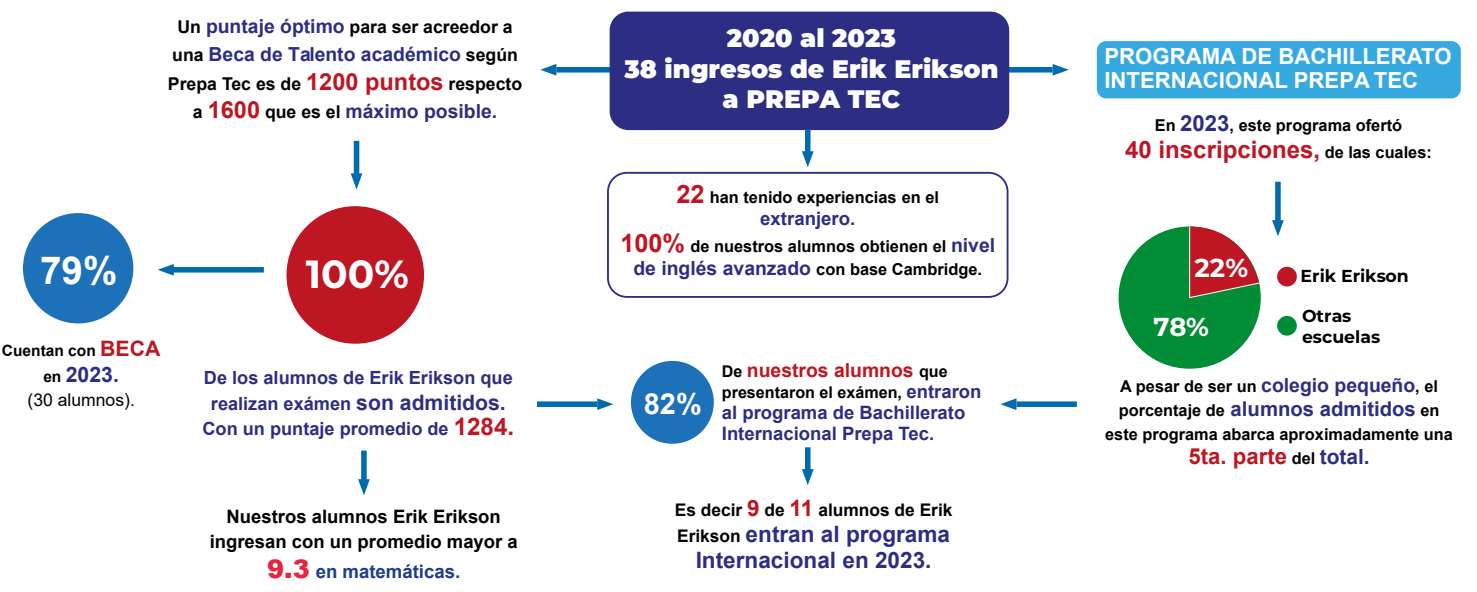 Un puntaje óptimo para ser acreedor a
una Beca de Talento académico según
Prepa Tec es de 1200 puntos respecto
a 1600 que es el máximo posible.
2020 al 2023
38 ingresos de Erik Erikson
a PREPA TEC
PROGRAMA DE BACHILLERATO
INTERNACIONAL PREPA TEC
En 2023, este programa ofertó
40 inscripciones, de las cuales:
22 han tenido experiencias en el
extranjero.
100% de nuestros alumnos obtienen el nivel
de inglés avanzado con base Cambridge.
79%
100%
22%
78%
Erik Erikson
Otras
escuelas
Cuentan con BECA
en 2023.
(30 alumnos).
De los alumnos de Erik Erikson que
realizan exámen son admitidos.
Con un puntaje promedio de 1284.
82%
De nuestros alumnos que
presentaron el exámen, entraron
al programa de Bachillerato
Internacional Prepa Tec.
A pesar de ser un colegio pequeño, el
porcentaje de alumnos admitidos en
este programa abarca aproximadamente una
5ta. parte del total.
Nuestros alumnos Erik Erikson
ingresan con un promedio mayor a
9.3 en matemáticas.
Es decir 9 de 11 alumnos de Erik
Erikson entran al programa
Internacional en 2023.